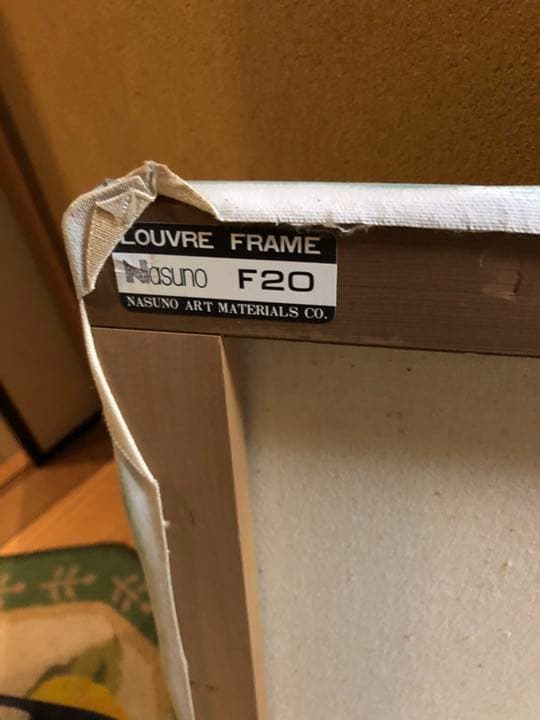 LOUVRE FRAME
Nasuno F20
NASUNO ART MATERIALS CO.